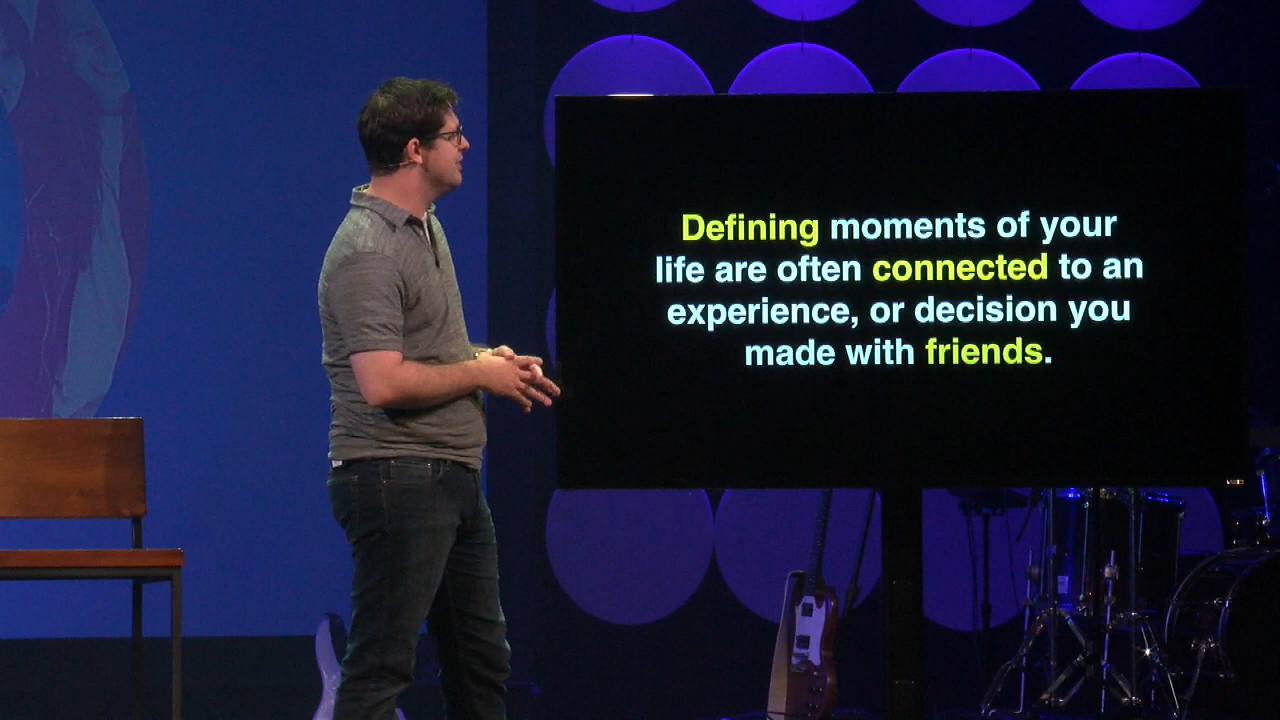 Defining moments of your
life are often connected to an
experience, or decision you
made with friends.